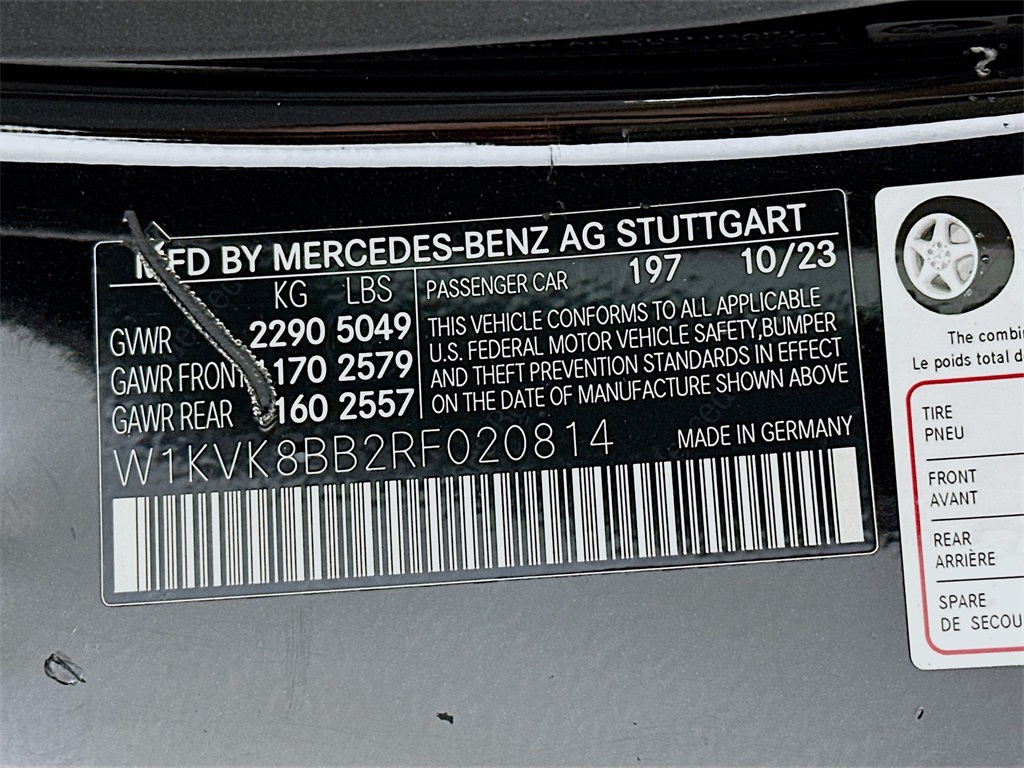 MFD BY MERCEDES-BENZ AG STUTTGART
KG LBS
GVWR 2290 5049
GAWR FRONT 1170 2579
GAWR REAR 1160 2557
PASSENGER CAR 197 10/23
THIS VEHICLE CONFORMS TO ALL APPLICABLE
U.S. FEDERAL MOTOR VEHICLE SAFETY,BUMPER
AND THEFT PREVENTION STANDARDS IN EFFECT
ON THE DATE OF MANUFACTURE SHOWN ABOVE
W1KVK8BB2RF020814
MADE IN GERMANY
The combin
Le poids total d
TIRE
PNEU
FRONT
AVANT
REAR
ARRIÈRE
SPARE
DE SECOU